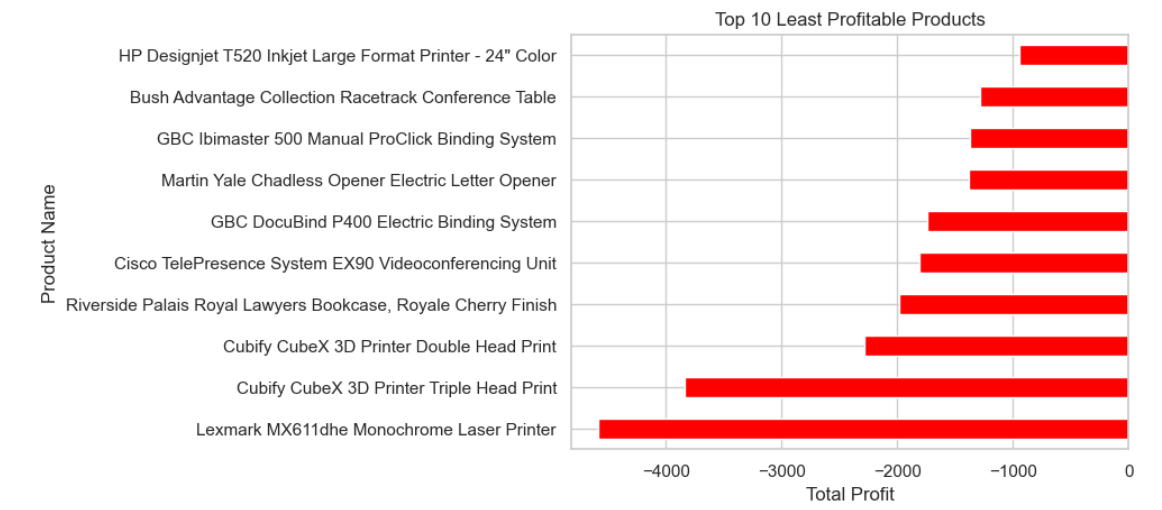 Top 10 Least Profitable Products
HP Designjet T520 Inkjet Large Format Printer - 24" Color
Bush Advantage Collection Racetrack Conference Table
GBC Ibimaster 500 Manual ProClick Binding System
Martin Yale Chadless Opener Electric Letter Opener
GBC DocuBind P400 Electric Binding System
Cisco TelePresence System EX90 Videoconferencing Unit
Riverside Palais Royal Lawyers Bookcase, Royale Cherry Finish
Cubify CubeX 3D Printer Double Head Print
Cubify CubeX 3D Printer Triple Head Print
Lexmark MX611dhe Monochrome Laser Printer
Product Name
−4000 −3000 −2000 −1000 0
Total Profit